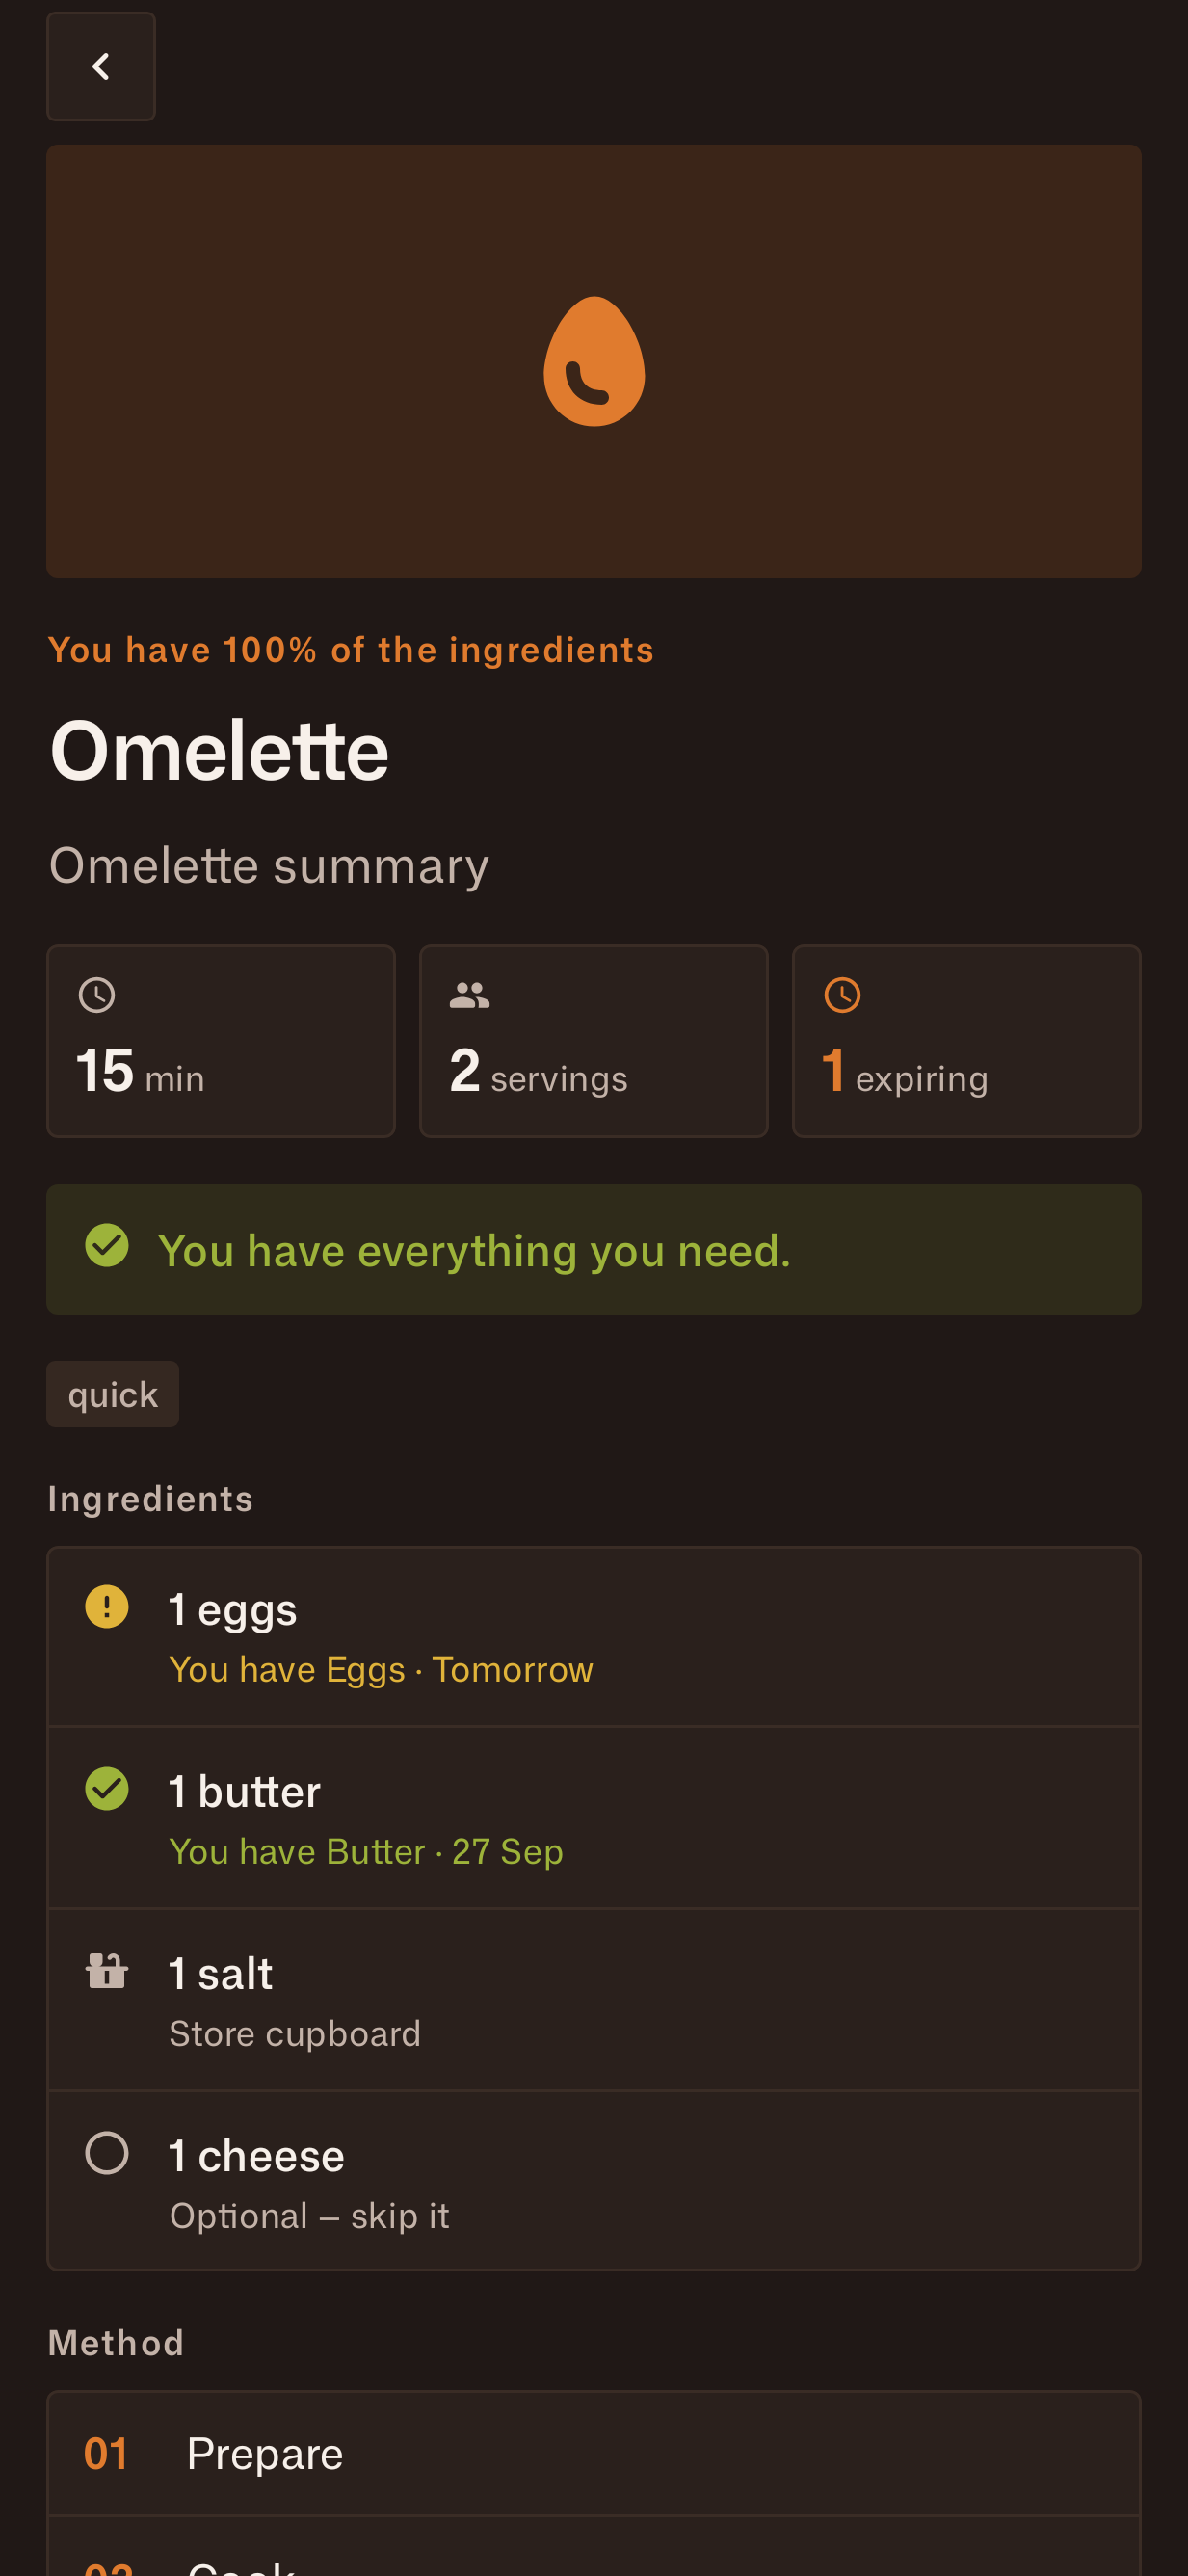 You have 100% of the ingredients
Omelette
Omelette summary
15 min
2 servings
1 expiring
You have everything you need.
quick
Ingredients
1 eggs
You have Eggs · Tomorrow
1 butter
You have Butter · 27 Sep
1 salt
Store cupboard
1 cheese
Optional – skip it
Method
01 Prepare
02 Cook